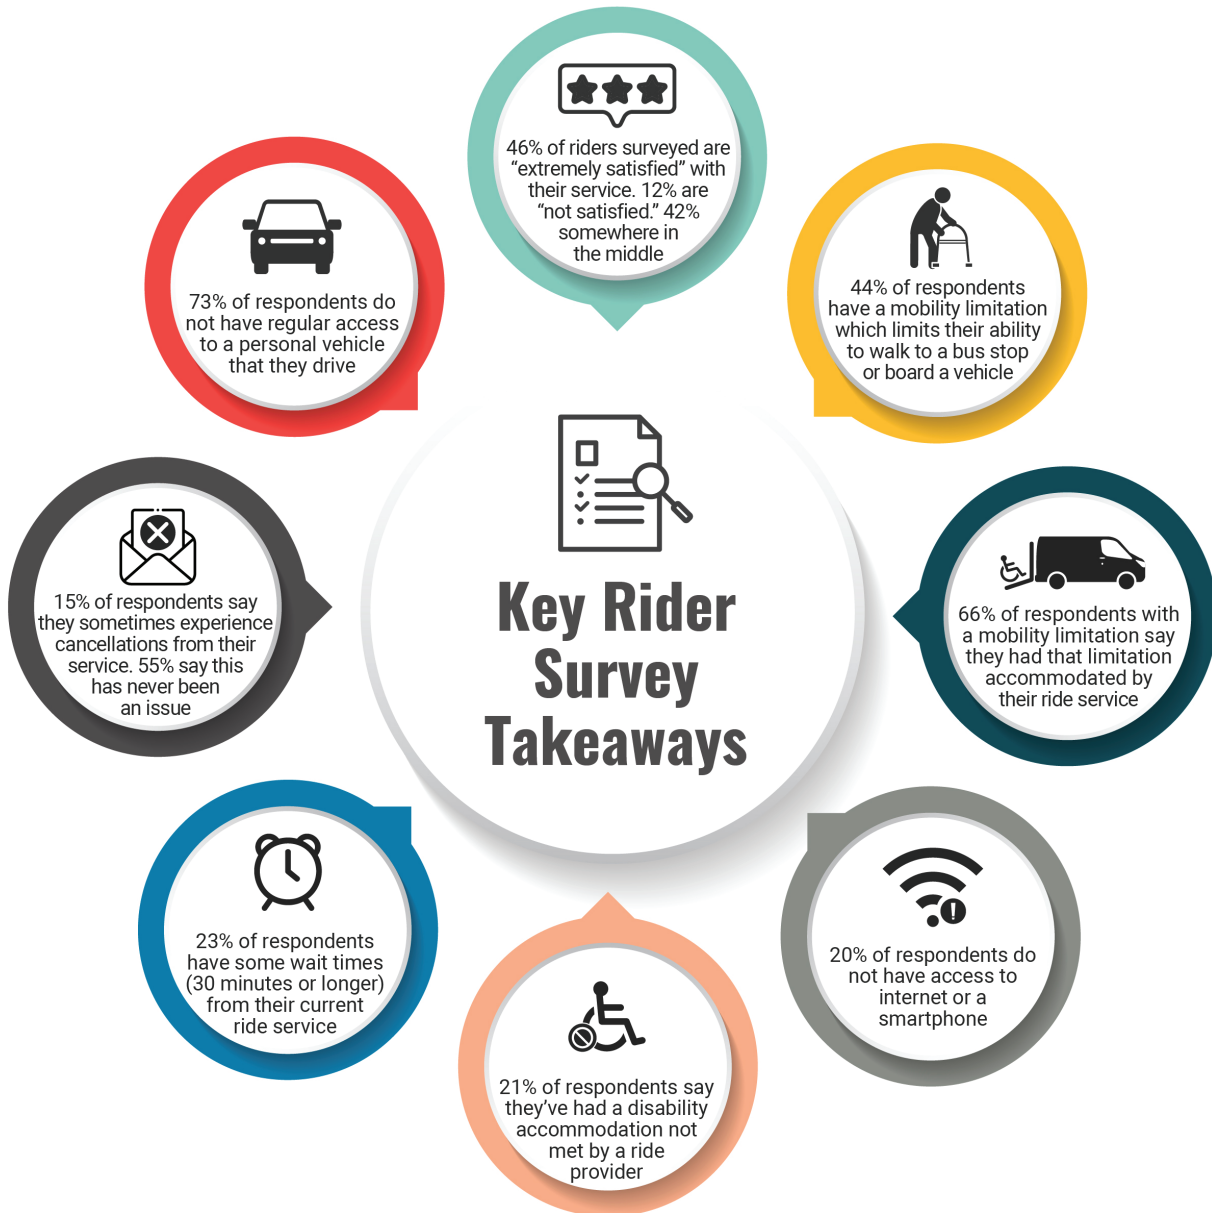 46% of riders surveyed are
“extremely satisfied” with
their service. 12% are
“not satisfied.” 42%
somewhere in
the middle
44% of respondents
have a mobility limitation
which limits their ability
to walk to a bus stop
or board a vehicle
66% of respondents with
a mobility limitation say
they had that limitation
accommodated by
their ride service
20% of respondents do
not have access to
internet or a
smartphone
21% of respondents say
they’ve had a disability
accommodation not
met by a ride
provider
23% of respondents
have some wait times
(30 minutes or longer)
from their current
ride service
15% of respondents say
they sometimes experience
cancellations from their
service. 55% say this
has never been
an issue
73% of respondents do
not have regular access
to a personal vehicle
that they drive
Key Rider
Survey
Takeaways